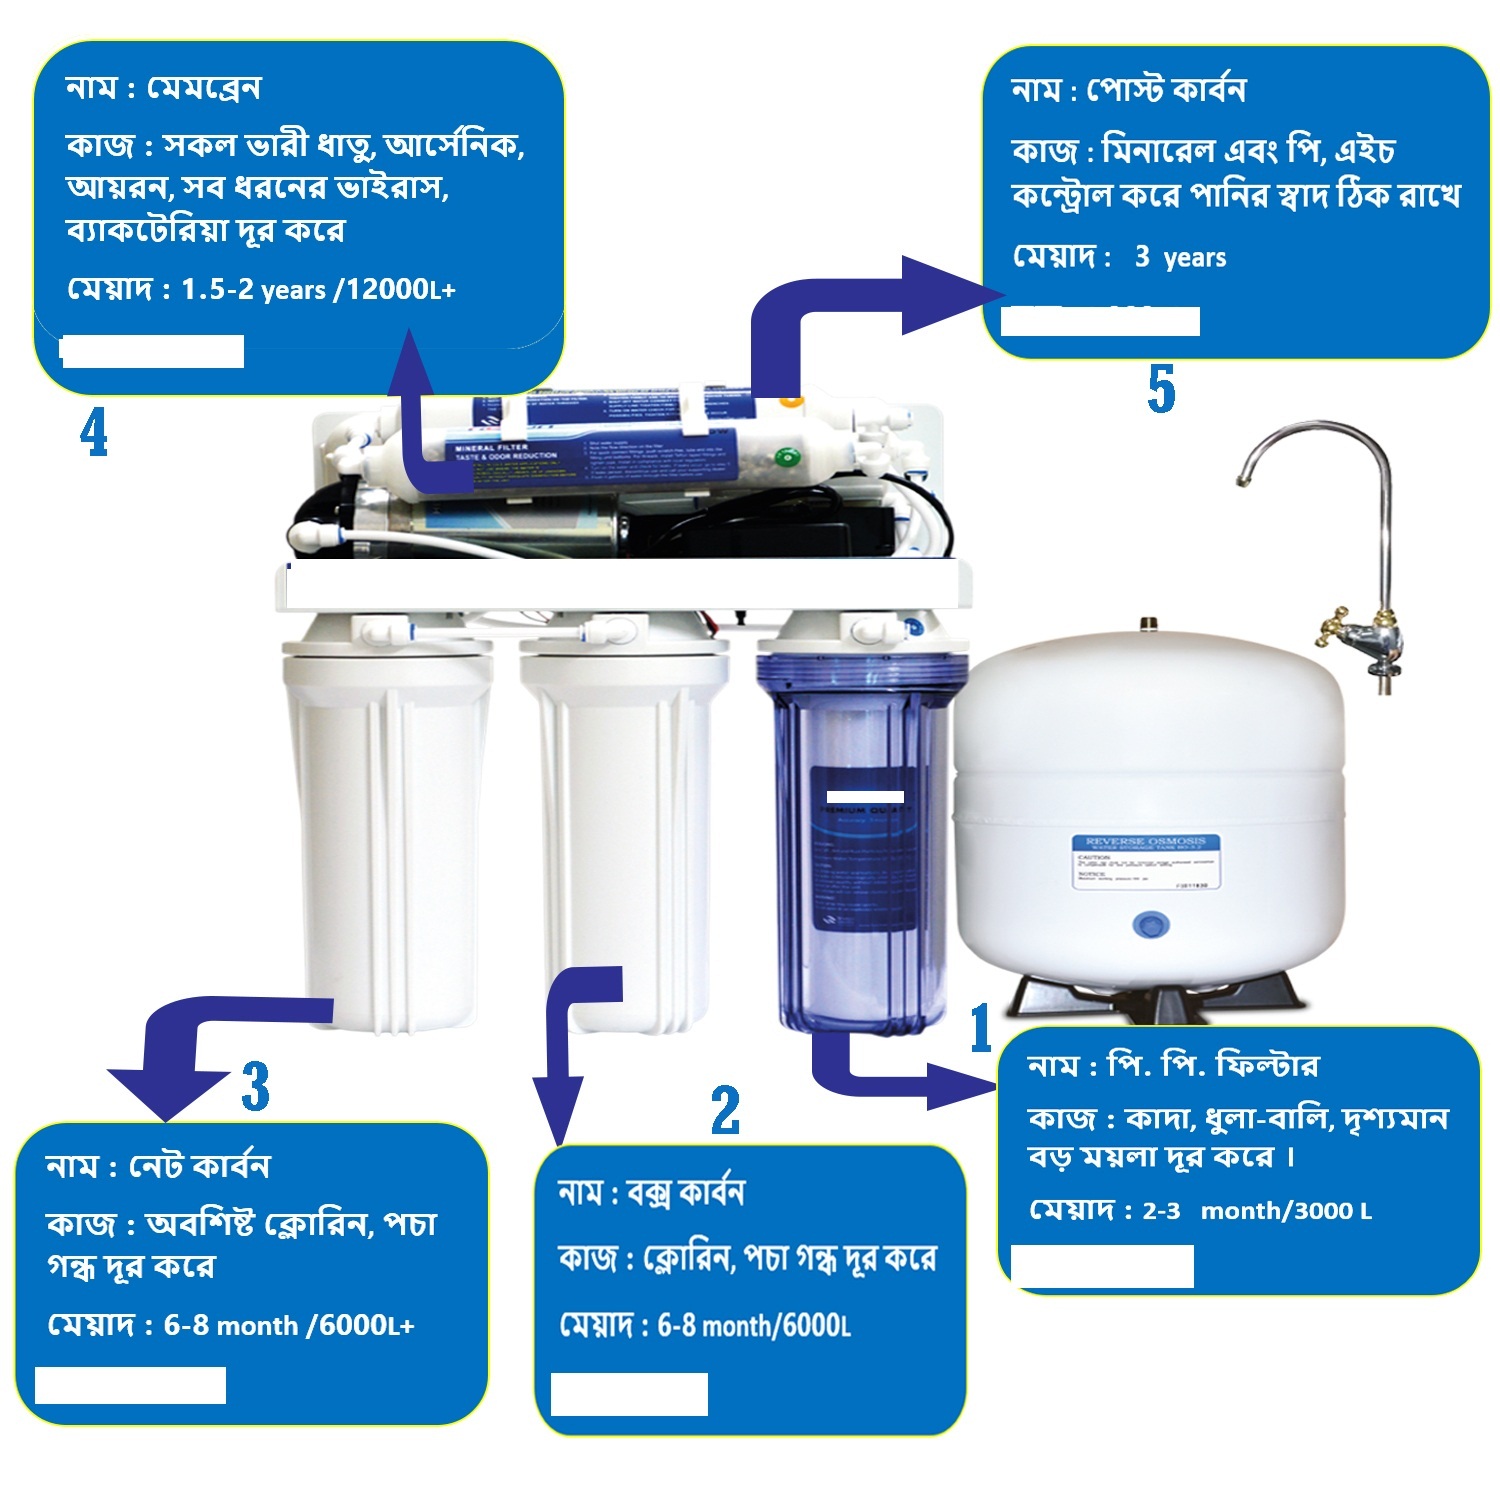 নাম : মেমব্রেন
কাজ : সকল ভারী ধাতু, আর্সেনিক,
আয়রন, সব ধরনের ভাইরাস,
ব্যাকটেরিয়া দূর করে
মেয়াদ : 1.5-2 years /12000L+
4
নাম : পোস্ট কার্বন
কাজ : মিনারেল এবং পি, এইচ
কন্ট্রোল করে পানির স্বাদ ঠিক রাখে
মেয়াদ : 3 years
5
MINERAL FILTER
TASTE & ODOR REDUCTION
PREMIUM QUALITY
REVERSE OSMOSIS
WATER STORAGE TANK
CAUTION
NOTICE
1
নাম : পি. পি. ফিল্টার
কাজ : কাদা, ধুলা-বালি, দৃশ্যমান
বড় ময়লা দূর করে ।
মেয়াদ : 2-3 month/3000 L
2
নাম : বক্স কার্বন
কাজ : ক্লোরিন, পচা গন্ধ দূর করে
মেয়াদ : 6-8 month/6000L
3
নাম : নেট কার্বন
কাজ : অবশিষ্ট ক্লোরিন, পচা
গন্ধ দূর করে
মেয়াদ : 6-8 month /6000L+